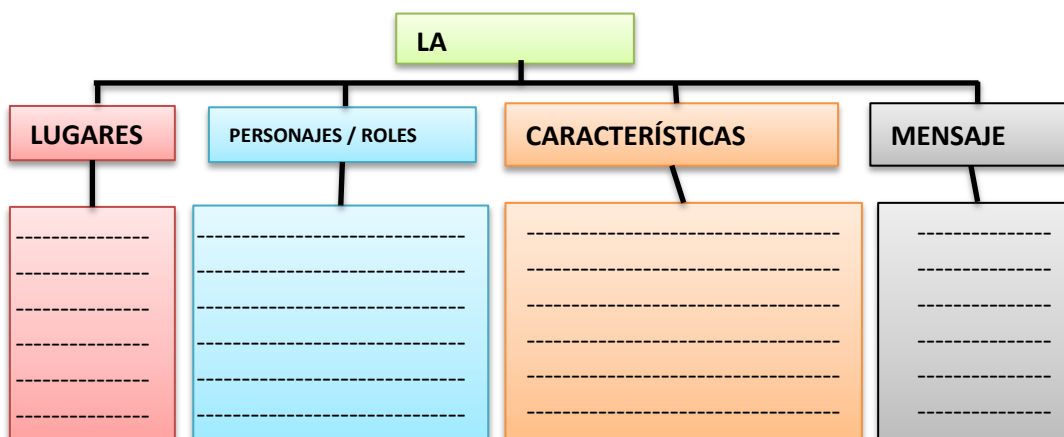 LA
LUGARES
PERSONAJES / ROLES
CARACTERÍSTICAS
MENSAJE